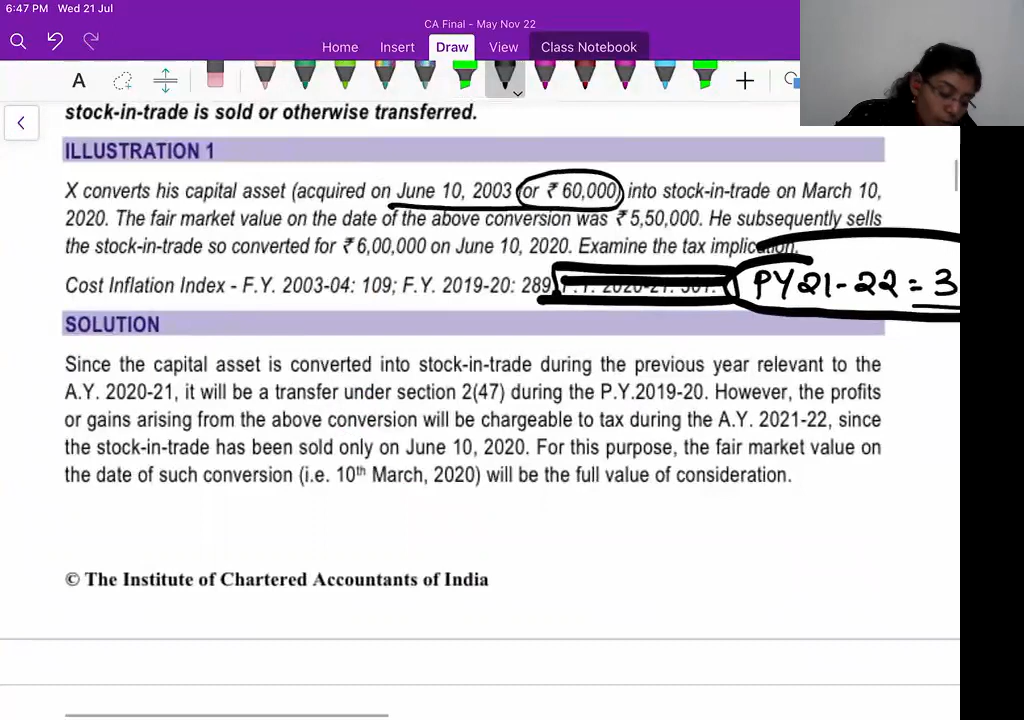 6:47 PM Wed 21 Jul
CA Final - May Nov 22
Home Insert Draw View Class Notebook
A
stock-in-trade is sold or otherwise transferred.
ILLUSTRATION 1
X converts his capital asset (acquired on June 10, 2003 for ₹ 60,000) into stock-in-trade on March 10,
2020. The fair market value on the date of the above conversion was ₹ 5,50,000. He subsequently sells
the stock-in-trade so converted for ₹ 6,00,000 on June 10, 2020. Examine the tax implication.
Cost Inflation Index - F.Y. 2003-04: 109; F.Y. 2019-20: 289; PY21-22 = 3
SOLUTION
Since the capital asset is converted into stock-in-trade during the previous year relevant to the
A.Y. 2020-21, it will be a transfer under section 2(47) during the P.Y.2019-20. However, the profits
or gains arising from the above conversion will be chargeable to tax during the A.Y. 2021-22, since
the stock-in-trade has been sold only on June 10, 2020. For this purpose, the fair market value on
the date of such conversion (i.e. 10th March, 2020) will be the full value of consideration.
© The Institute of Chartered Accountants of India